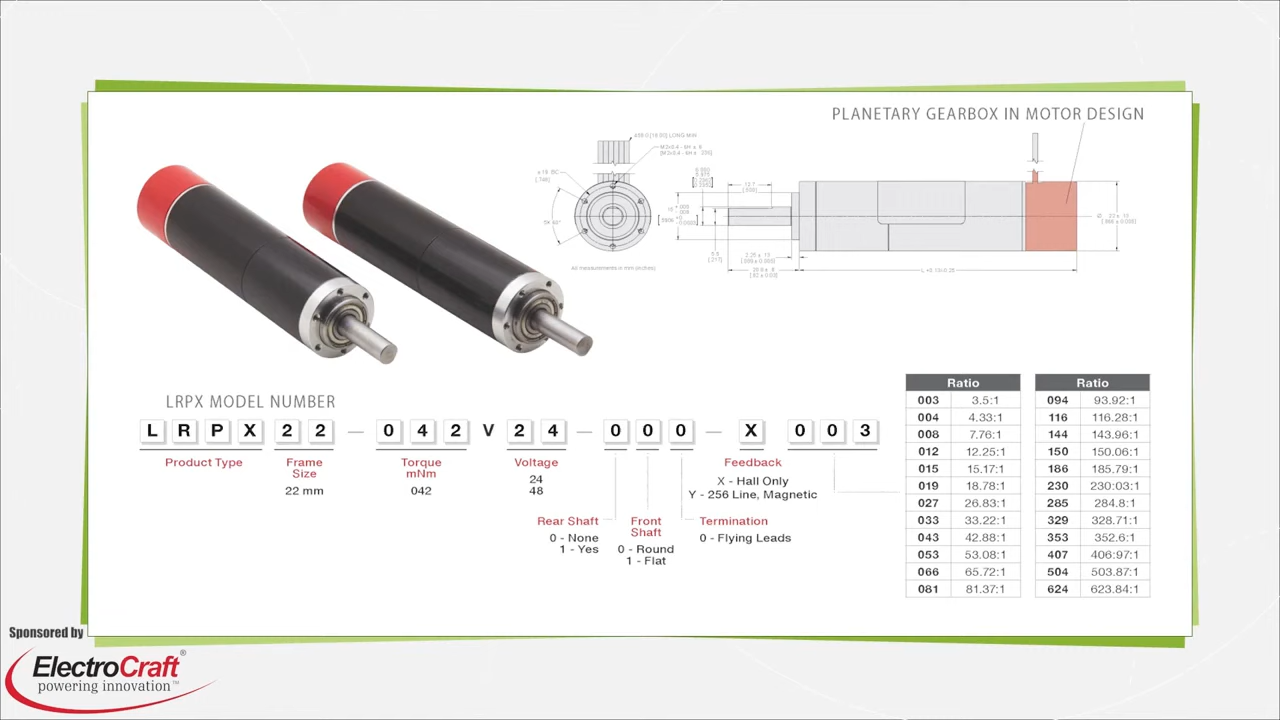 PLANETARY GEARBOX IN MOTOR DESIGN
All measurements in mm (inches)
LRPX MODEL NUMBER
L R P X 2 2 — 0 4 2 V 2 4 — 0 0 0 — X 0 0 3
Product Type
Frame
Size
22 mm
Torque
mNm
042
Voltage
24
48
Feedback
X - Hall Only
Y - 256 Line, Magnetic
Rear Shaft
0 - None
1 - Yes
Front
Shaft
0 - Round
1 - Flat
Termination
0 - Flying Leads
Ratio
003 3.5:1
004 4.33:1
008 7.76:1
012 12.25:1
015 15.17:1
019 18.78:1
027 26.83:1
033 33.22:1
043 42.88:1
053 53.08:1
066 65.72:1
081 81.37:1
Ratio
094 93.92:1
116 116.28:1
144 143.96:1
150 150.06:1
186 185.79:1
230 230:03:1
285 284.8:1
329 328.71:1
353 352.6:1
407 406:97:1
504 503.87:1
624 623.84:1
Sponsored by
ElectroCraft®
powering innovation™